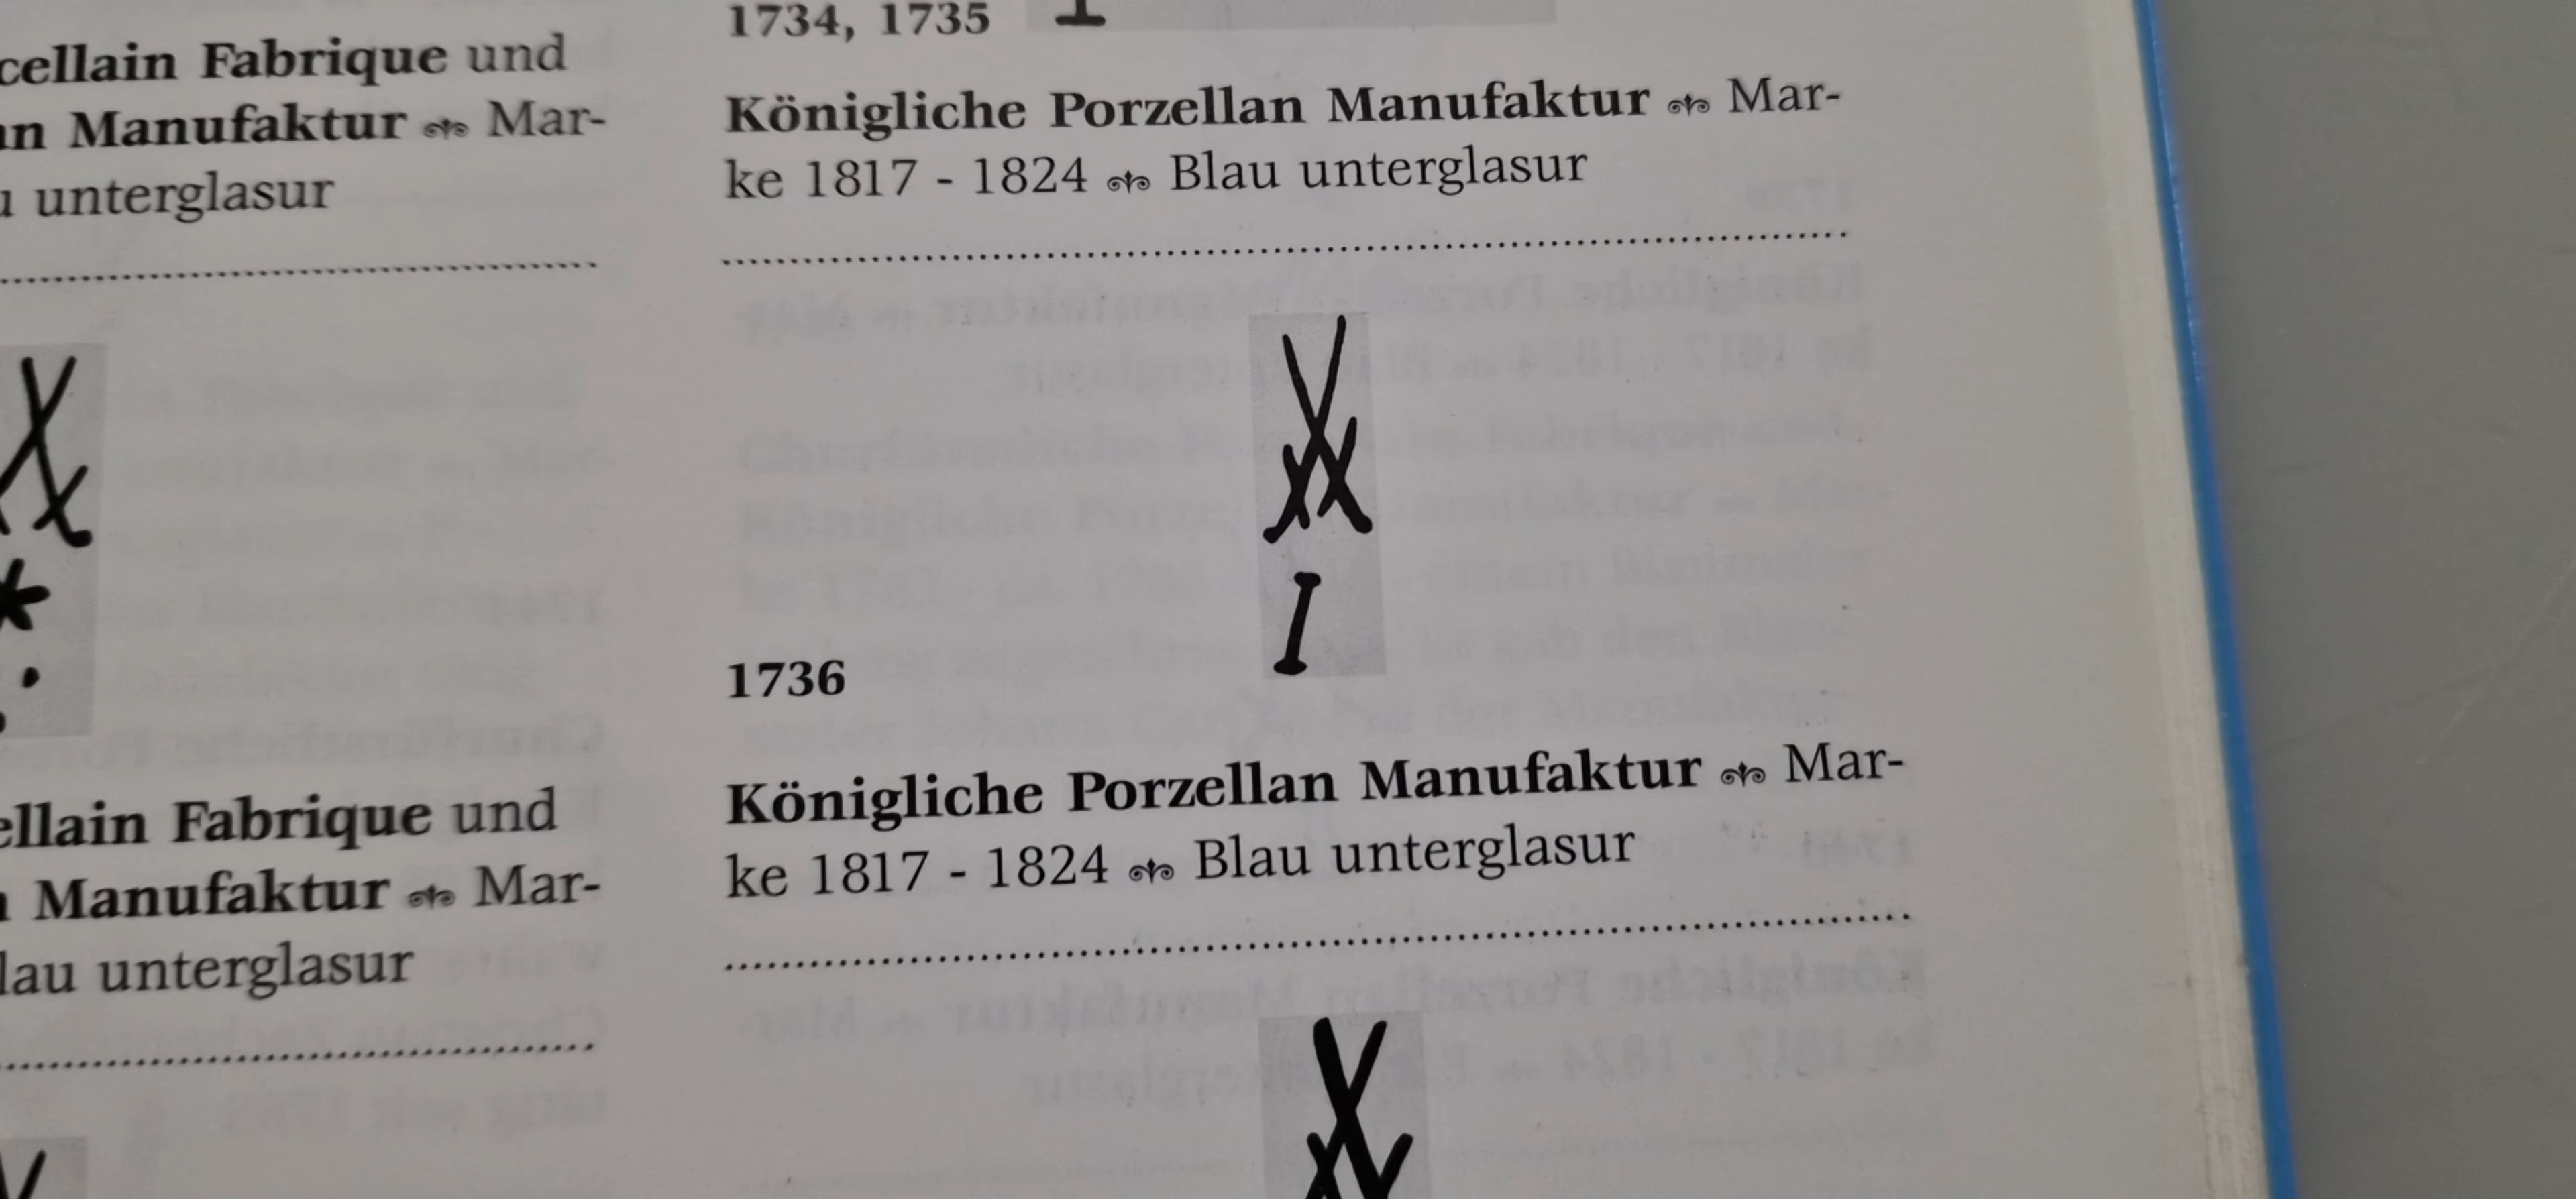 cellain Fabrique und
Manufaktur Mar-
unterglasur
ellain Fabrique und
Manufaktur Mar-
lau unterglasur
1734, 1735
Königliche Porzellan Manufaktur Mar-
ke 1817 - 1824 Blau unterglasur
I
1736
Königliche Porzellan Manufaktur Mar-
ke 1817 - 1824 Blau unterglasur